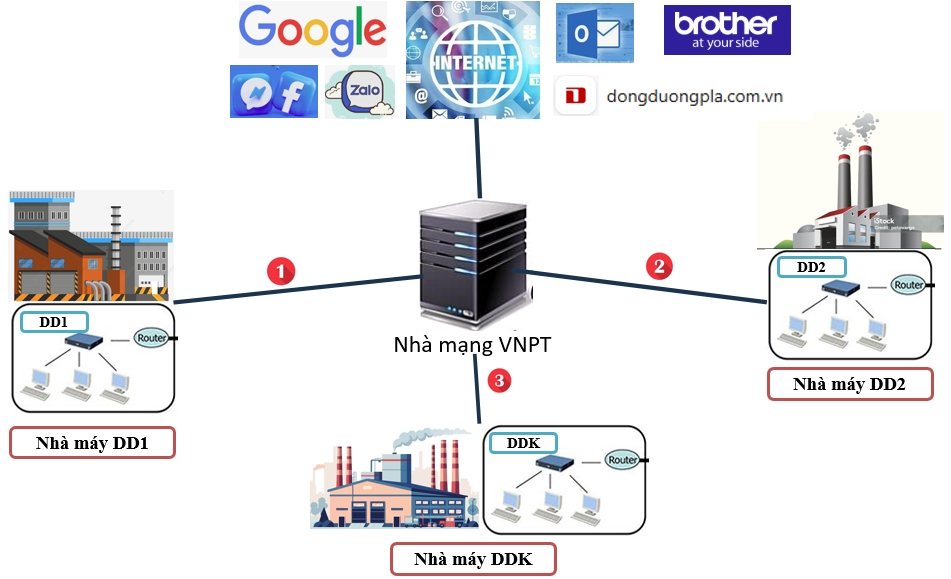 Google
INTERNET
O
brother
at your side
f
Zalo
D
dongduongpla.com.vn
iStock
1
2
DD1
Router
DD2
Router
Nhà mạng VNPT
3
Nhà máy DD1
Nhà máy DD2
DDK
Router
Nhà máy DDK